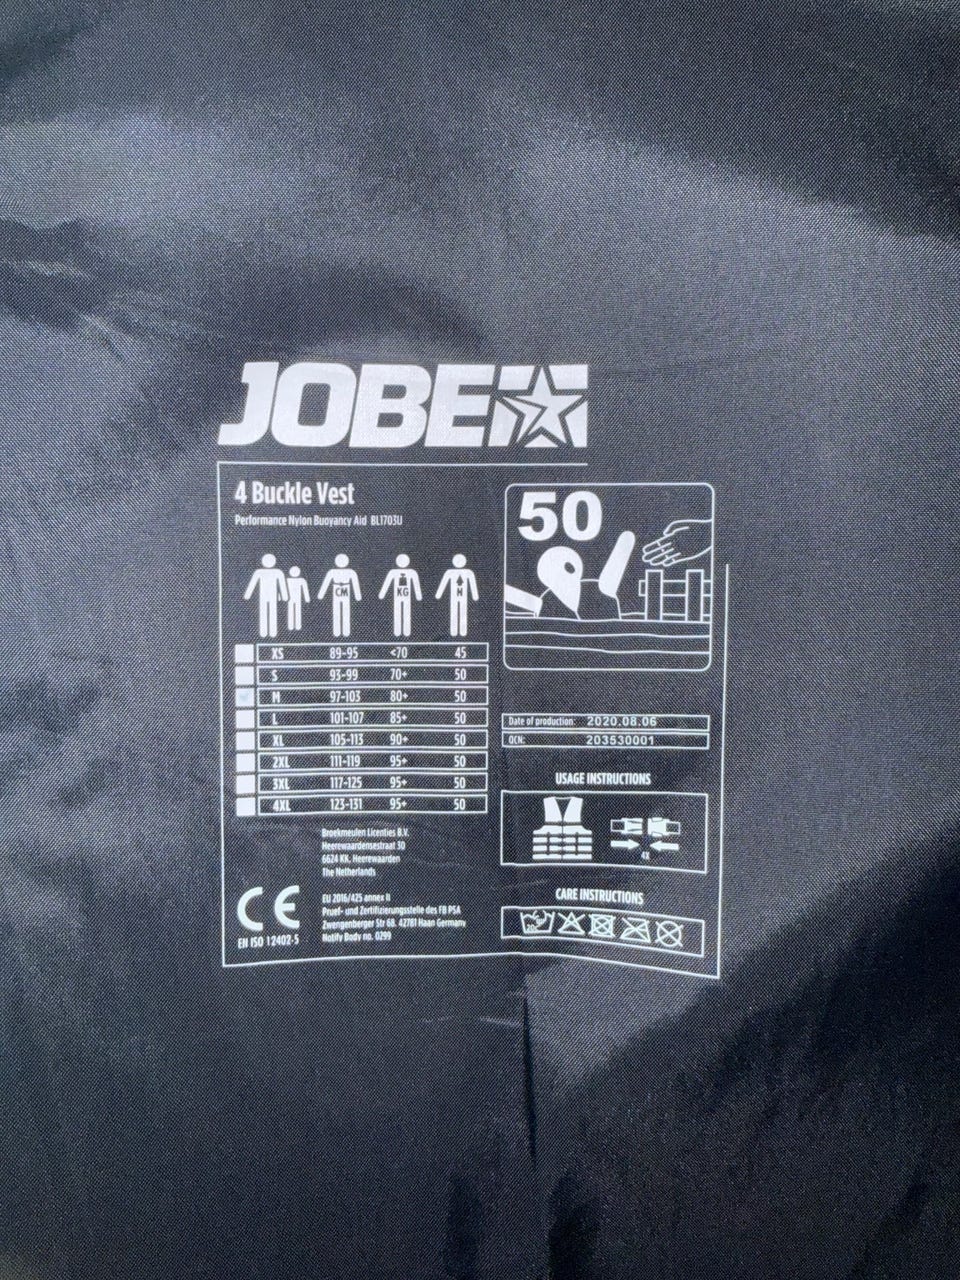 JOBE
4 Buckle Vest
Performance Nylon Buoyancy Aid BL1703U
50
CM KG N
XS 89-95 <70 45
S 93-99 70+ 50
M 97-103 80+ 50
L 101-107 85+ 50
XL 105-113 90+ 50
2XL 111-119 95+ 50
3XL 117-125 95+ 50
4XL 123-131 95+ 50
Date of production: 2020.08.06
OCN: 203530001
USAGE INSTRUCTIONS
4X
Broekmeulen Licenties B.V.
Heerewaardensestraat 30
6624 KK. Heerewaarden
The Netherlands
CE
EN ISO 12402-5
EU 2016/425 annex II
Pruef- und Zertifizierungsstelle des FB PSA
Zwengenberger Str 68. 42781 Haan Germany
Notify Body no. 0299
CARE INSTRUCTIONS
20°